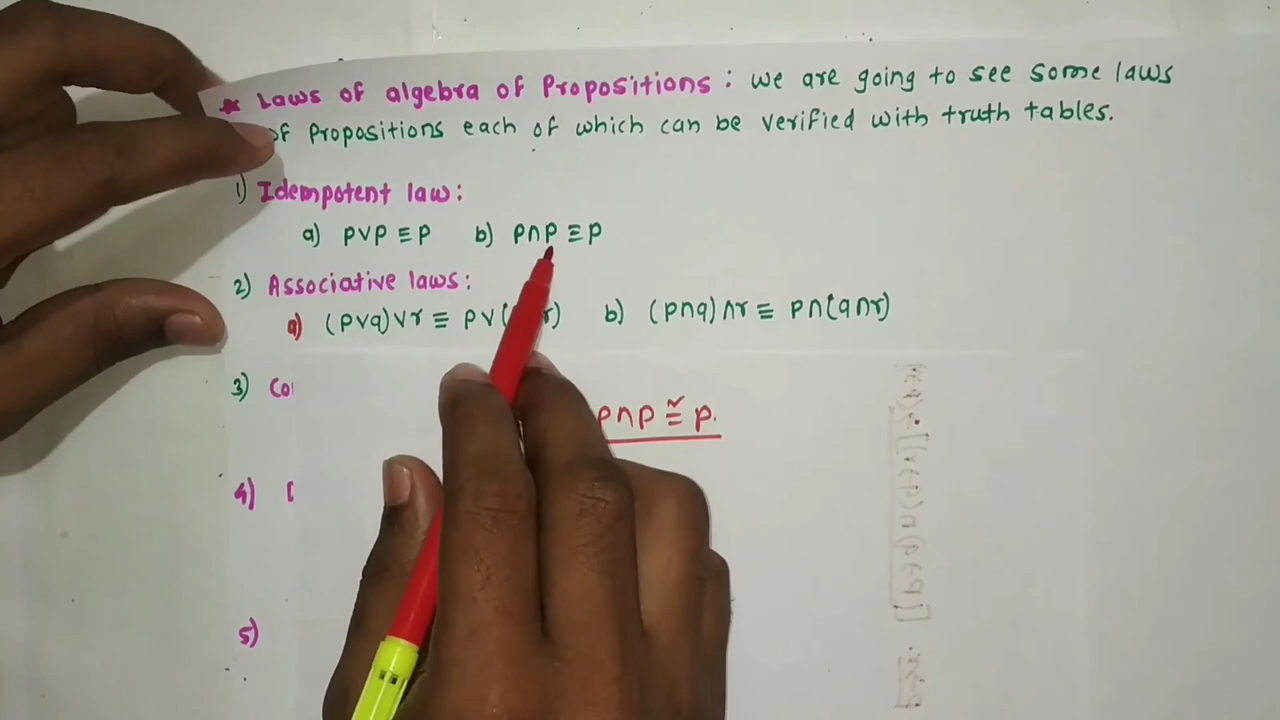 * Laws of algebra of Propositions : we are going to see some laws
of Propositions each of which can be verified with truth tables.
1) Idempotent law :
a) p∨p ≡ p b) p∩p ≡ p
2) Associative laws :
a) (p∨q)∨r ≡ p∨( r) b) (p∩q)∩r ≡ p∩(q∩r)
3) Co
p∩p ≅ p.
4)
5)